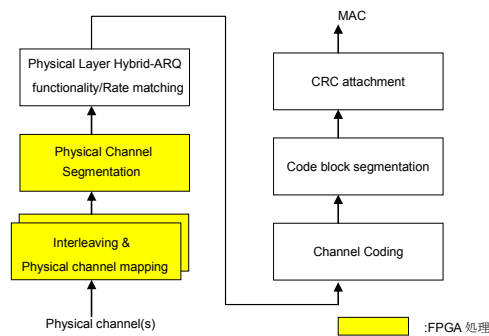 MAC
Physical Layer Hybrid-ARQ
functionality/Rate matching
CRC attachment
Physical Channel
Segmentation
Code block segmentation
Interleaving &
Physical channel mapping
Channel Coding
Physical channel(s)
:FPGA 処理